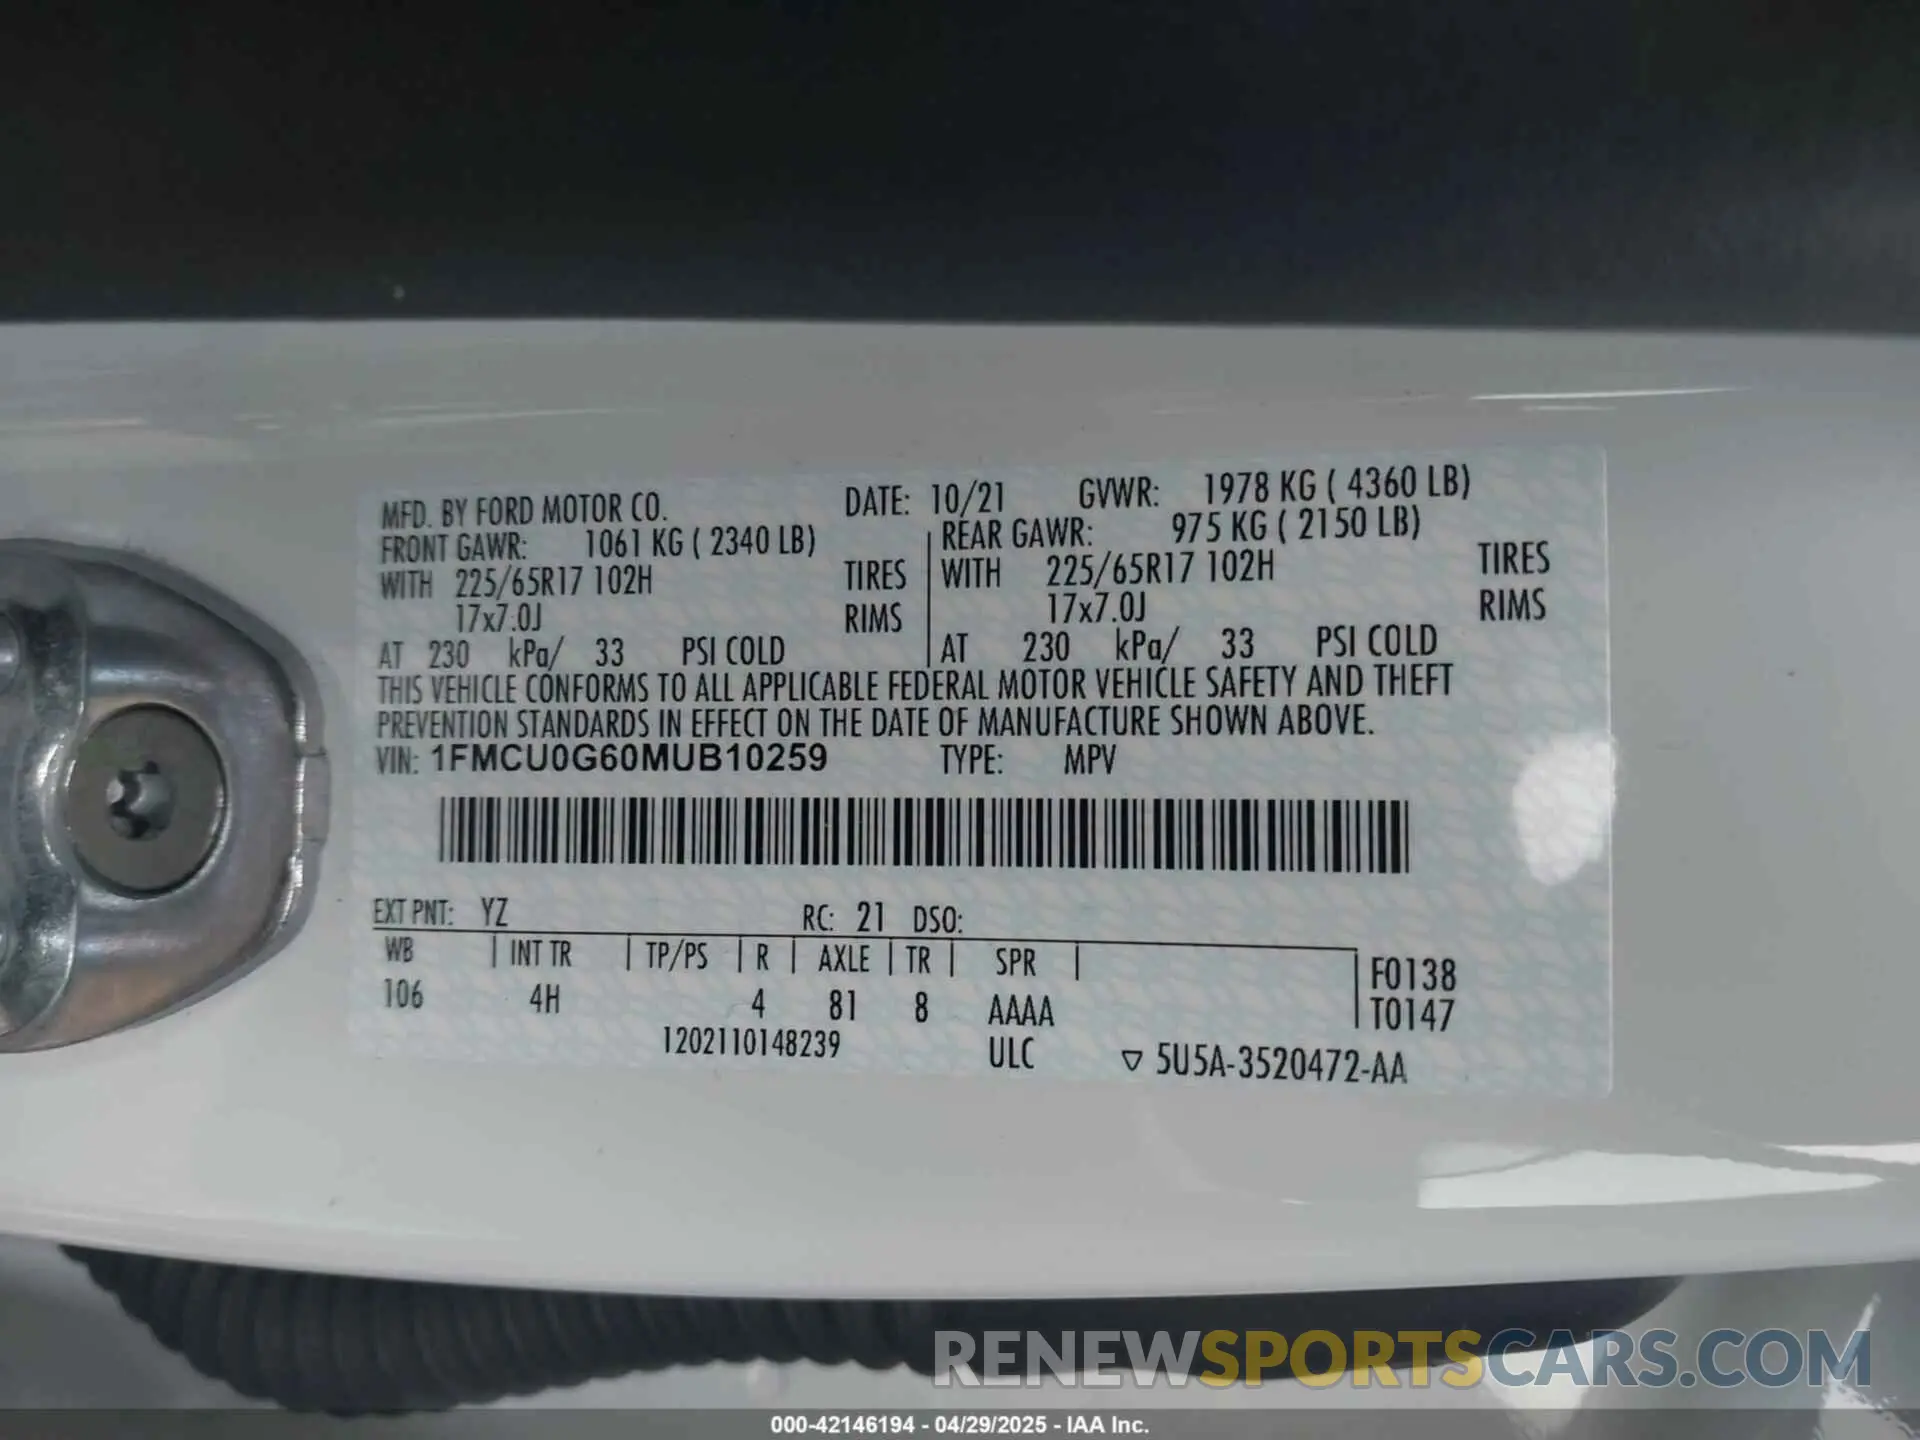 MFD. BY FORD MOTOR CO. DATE: 10/21 GVWR: 1978 KG ( 4360 LB)
FRONT GAWR: 1061 KG ( 2340 LB) REAR GAWR: 975 KG ( 2150 LB)
WITH 225/65R17 102H TIRES WITH 225/65R17 102H TIRES
17x7.0J RIMS 17x7.0J RIMS
AT 230 kPa/ 33 PSI COLD AT 230 kPa/ 33 PSI COLD
THIS VEHICLE CONFORMS TO ALL APPLICABLE FEDERAL MOTOR VEHICLE SAFETY AND THEFT
PREVENTION STANDARDS IN EFFECT ON THE DATE OF MANUFACTURE SHOWN ABOVE.
VIN: 1FMCU0G60MUB10259 TYPE: MPV
EXT PNT: YZ RC: 21 DSO:
WB INT TR TP/PS R AXLE TR SPR F0138
106 4H 4 81 8 AAAA T0147
1202110148239 ULC ▽ 5U5A-3520472-AA
RENEWSPORTSCARS.COM
000-42146194 - 04/29/2025 - IAA Inc.